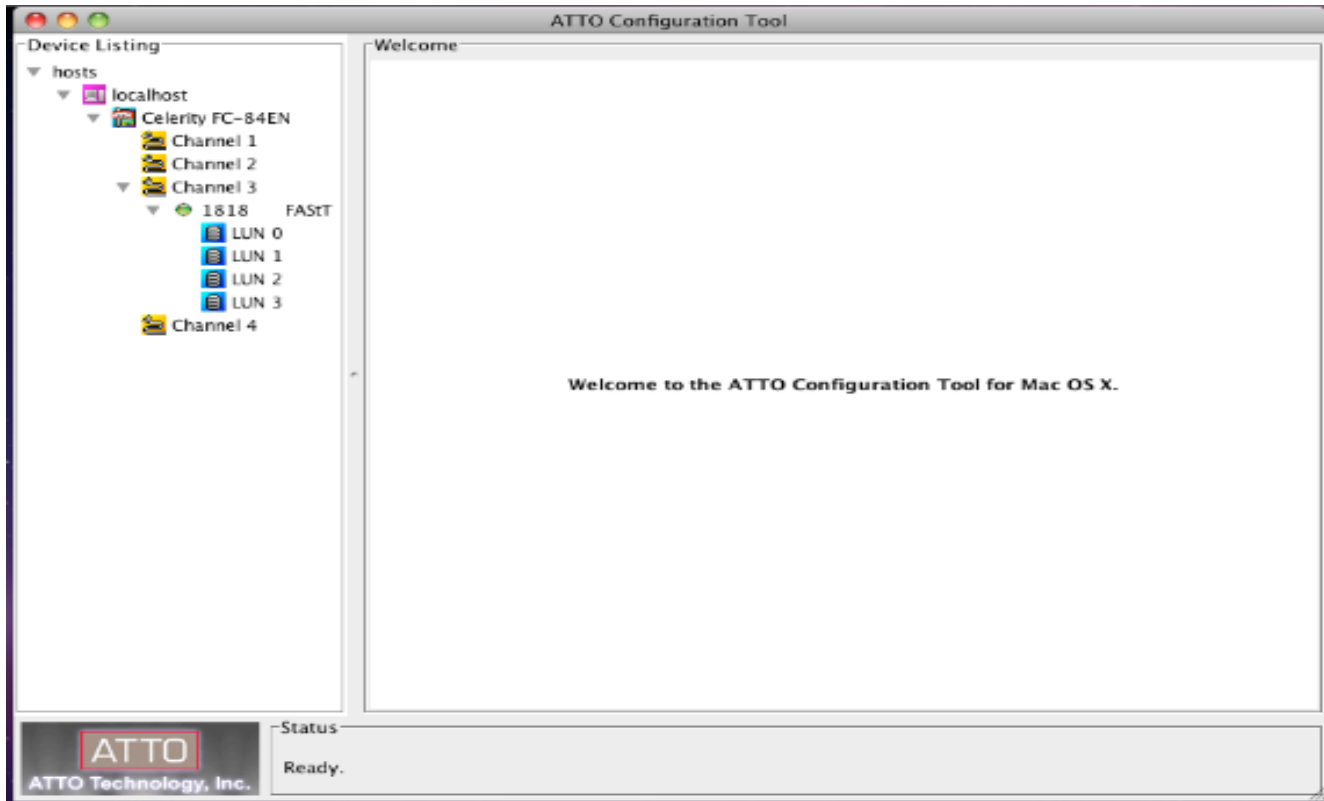 ATTO Configuration Tool
Device Listing
hosts
localhost
Celerity FC-84EN
Channel 1
Channel 2
Channel 3
1818 FAStT
LUN 0
LUN 1
LUN 2
LUN 3
Channel 4
Welcome
Welcome to the ATTO Configuration Tool for Mac OS X.
ATTO
ATTO Technology, Inc.
Status
Ready.